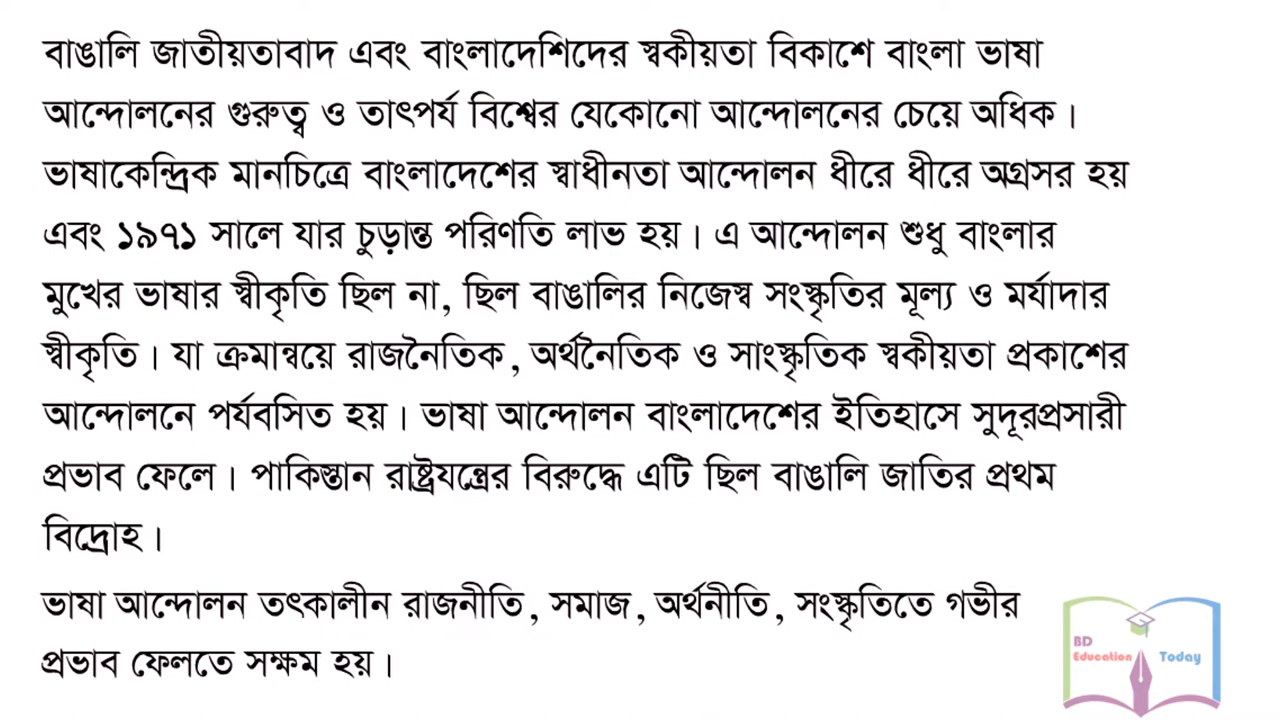 বাঙালি জাতীয়তাবাদ এবং বাংলাদেশিদের স্বকীয়তা বিকাশে বাংলা ভাষা
আন্দোলনের গুরুত্ব ও তাৎপর্য বিশ্বের যেকোনো আন্দোলনের চেয়ে অধিক।
ভাষাকেন্দ্রিক মানচিত্রে বাংলাদেশের স্বাধীনতা আন্দোলন ধীরে ধীরে অগ্রসর হয়
এবং ১৯৭১ সালে যার চুড়ান্ত পরিণতি লাভ হয়। এ আন্দোলন শুধু বাংলার
মুখের ভাষার স্বীকৃতি ছিল না, ছিল বাঙালির নিজেস্ব সংস্কৃতির মূল্য ও মর্যাদার
স্বীকৃতি। যা ক্রমান্বয়ে রাজনৈতিক, অর্থনৈতিক ও সাংস্কৃতিক স্বকীয়তা প্রকাশের
আন্দোলনে পর্যবসিত হয়। ভাষা আন্দোলন বাংলাদেশের ইতিহাসে সুদূরপ্রসারী
প্রভাব ফেলে। পাকিস্তান রাষ্ট্রযন্ত্রের বিরুদ্ধে এটি ছিল বাঙালি জাতির প্রথম
বিদ্রোহ।
ভাষা আন্দোলন তৎকালীন রাজনীতি, সমাজ, অর্থনীতি, সংস্কৃতিতে গভীর
প্রভাব ফেলতে সক্ষম হয়।
BD
Education Today